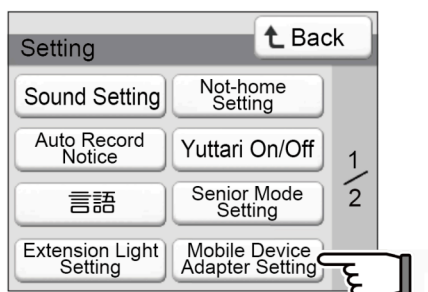 Back
Setting
Sound Setting
Not-home
Setting
Auto Record
Notice
Yuttari On/Off
言語
Senior Mode
Setting
Extension Light
Setting
Mobile Device
Adapter Setting
1/2